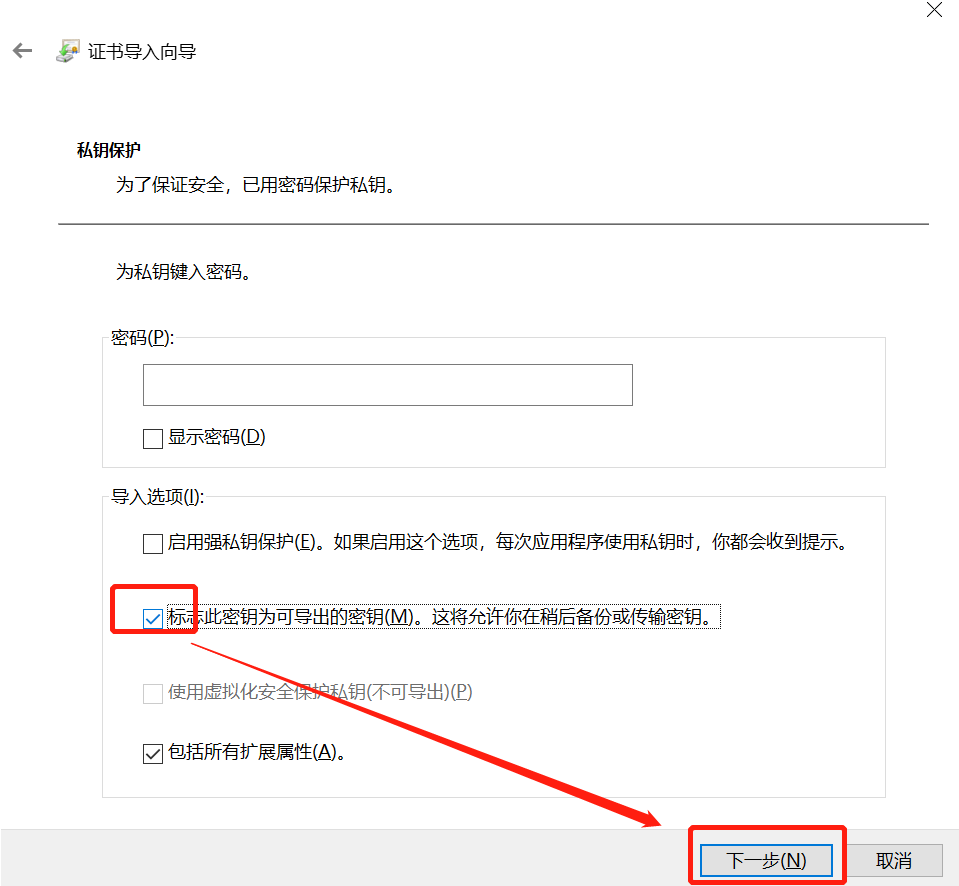 证书导入向导
私钥保护
为了保证安全，已用密码保护私钥。
为私钥键入密码。
密码(P):
显示密码(D)
导入选项(I):
启用强私钥保护(E)。如果启用这个选项，每次应用程序使用私钥时，你都会收到提示。
标志此密钥为可导出的密钥(M)。这将允许你在稍后备份或传输密钥。
使用虚拟化安全保护私钥(不可导出)(P)
包括所有扩展属性(A)。
下一步(N)
取消